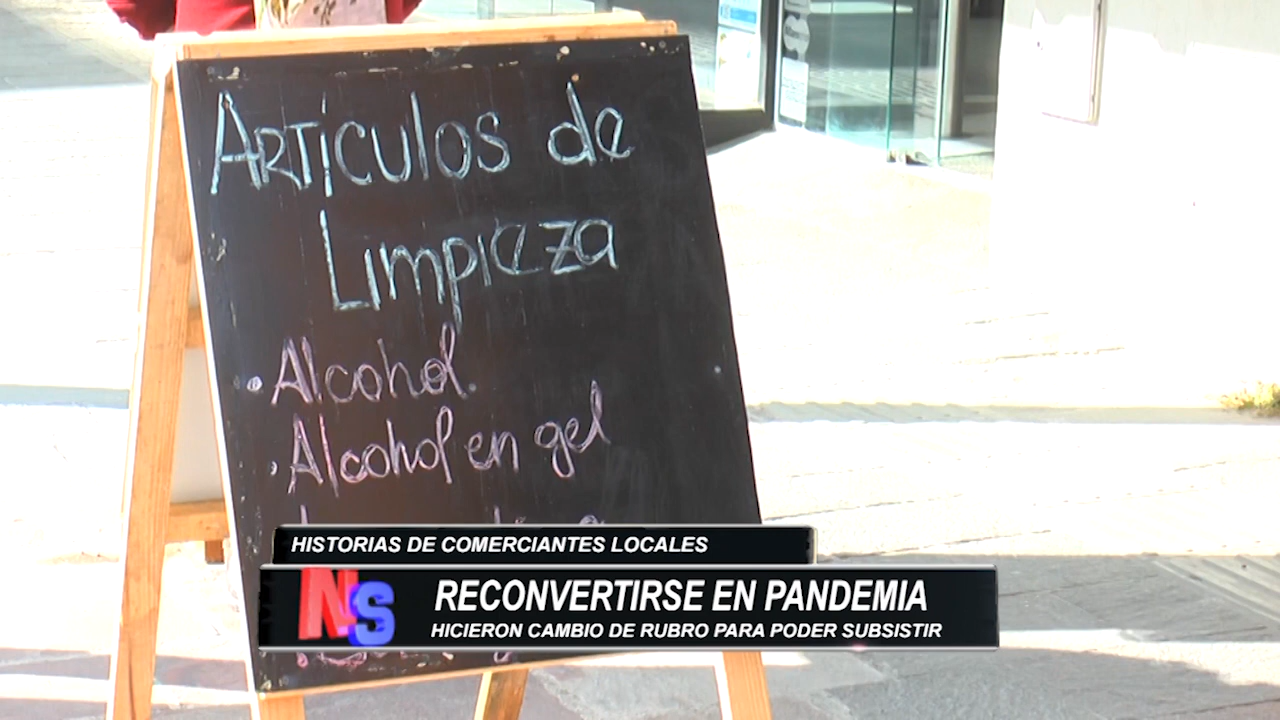 Artículos de
Limpieza
• Alcohol.
• Alcohol en gel
HISTORIAS DE COMERCIANTES LOCALES
NS
RECONVERTIRSE EN PANDEMIA
HICIERON CAMBIO DE RUBRO PARA PODER SUBSISTIR